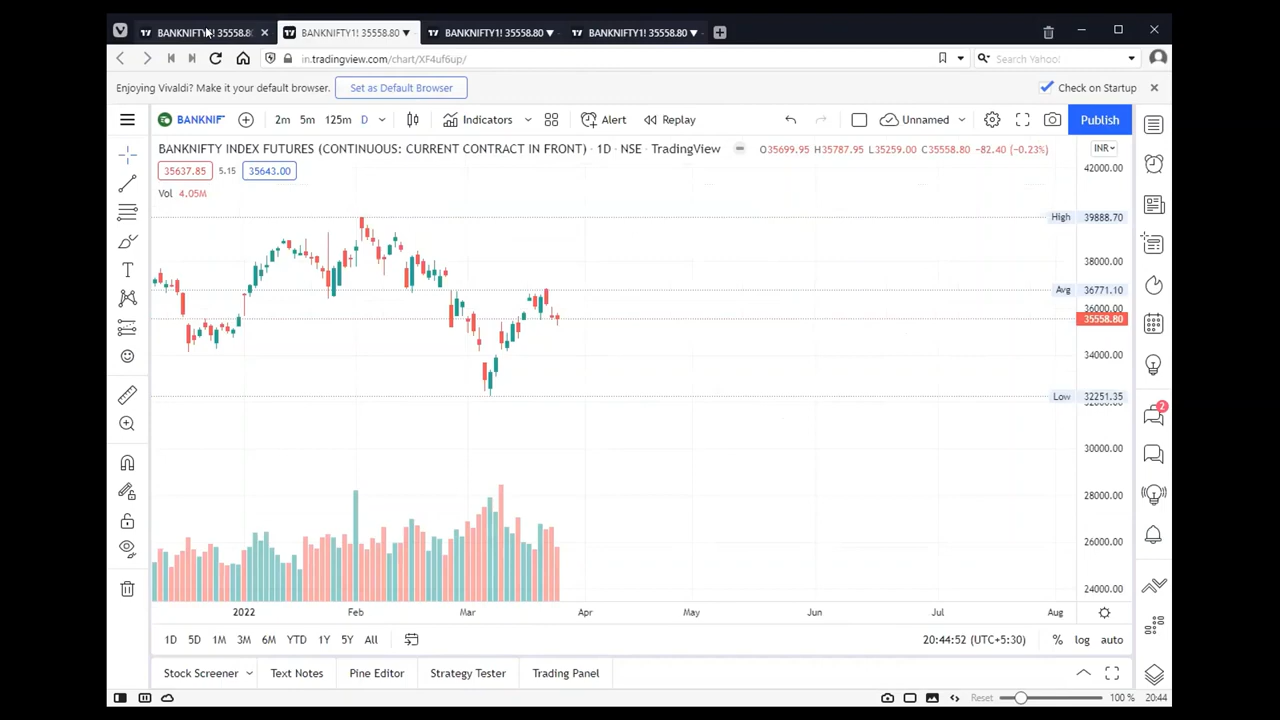 BANKNIFTY1! 35558.80
BANKNIFTY1! 35558.80 ▼
BANKNIFTY1! 35558.80 ▼
BANKNIFTY1! 35558.80 ▼
in.tradingview.com/chart/XF4uf6up/
Search Yahoo!
Enjoying Vivaldi? Make it your default browser.
Set as Default Browser
Check on Startup
BANKNIF
2m 5m 125m D
Indicators
Alert
Replay
Unnamed
Publish
BANKNIFTY INDEX FUTURES (CONTINUOUS: CURRENT CONTRACT IN FRONT) · 1D · NSE · TradingView
O35699.95 H35787.95 L35259.00 C35558.80 −82.40 (−0.23%)
INR
35637.85 5.15 35643.00
Vol 4.05M
42000.00
High 39888.70
38000.00
Avg 36771.10
36000.00
35558.80
34000.00
Low 32251.35
32000.00
30000.00
28000.00
26000.00
24000.00
2
2022 Feb Mar Apr May Jun Jul Aug
1D 5D 1M 3M 6M YTD 1Y 5Y All
20:44:52 (UTC+5:30)
% log auto
Stock Screener
Text Notes
Pine Editor
Strategy Tester
Trading Panel
Reset
100 %
20:44